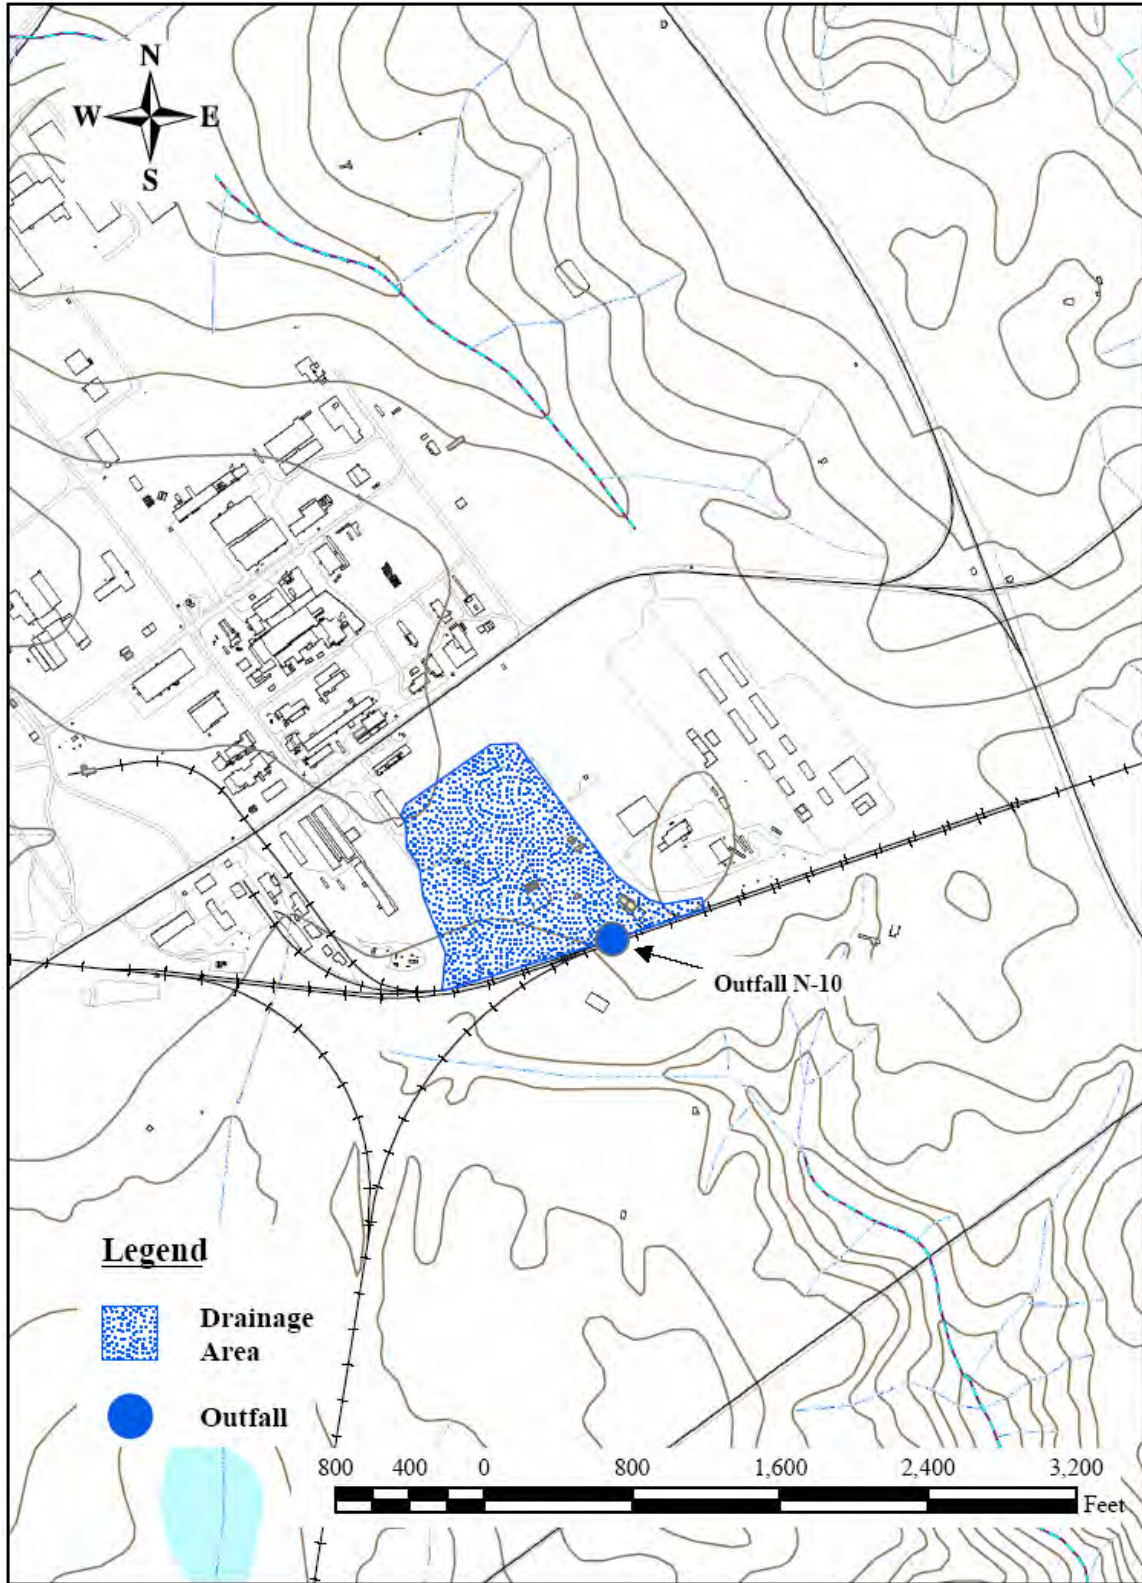 N
W E
S
Outfall N-10
Legend
Drainage
Area
Outfall
800 400 0 800 1,600 2,400 3,200
Feet